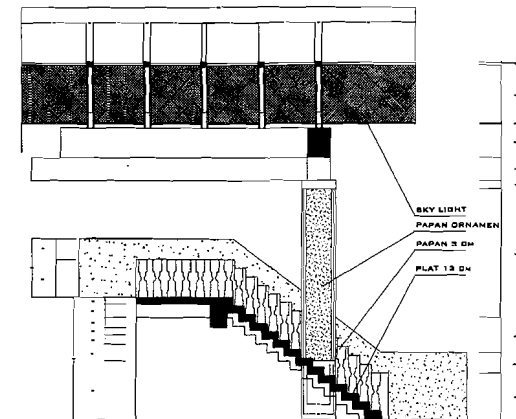 SKY LIGHT
PAPAN ORNAMEN
PAPAN 3 CM
PLAT 13 CM